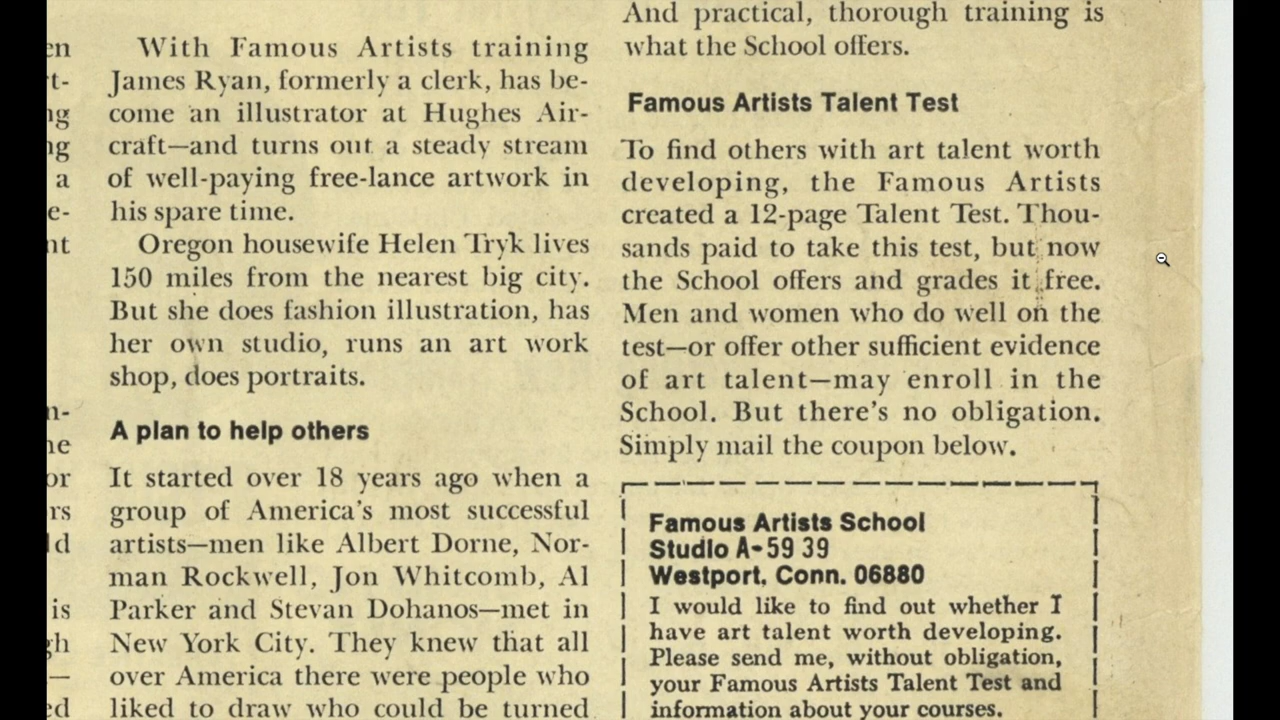 en
t-
ng
ng
a
e-
nt
n-
ne
or
rs
ld
is
gh
—
ed
With Famous Artists training
James Ryan, formerly a clerk, has be-
come an illustrator at Hughes Air-
craft—and turns out a steady stream
of well-paying free-lance artwork in
his spare time.
Oregon housewife Helen Tryk lives
150 miles from the nearest big city.
But she does fashion illustration, has
her own studio, runs an art work
shop, does portraits.
A plan to help others
It started over 18 years ago when a
group of America's most successful
artists—men like Albert Dorne, Nor-
man Rockwell, Jon Whitcomb, Al
Parker and Stevan Dohanos—met in
New York City. They knew that all
over America there were people who
liked to draw who could be turned
And practical, thorough training is
what the School offers.
Famous Artists Talent Test
To find others with art talent worth
developing, the Famous Artists
created a 12-page Talent Test. Thou-
sands paid to take this test, but now
the School offers and grades it free.
Men and women who do well on the
test—or offer other sufficient evidence
of art talent—may enroll in the
School. But there's no obligation.
Simply mail the coupon below.
Famous Artists School
Studio A-59 39
Westport, Conn. 06880
I would like to find out whether I
have art talent worth developing.
Please send me, without obligation,
your Famous Artists Talent Test and
information about your courses.